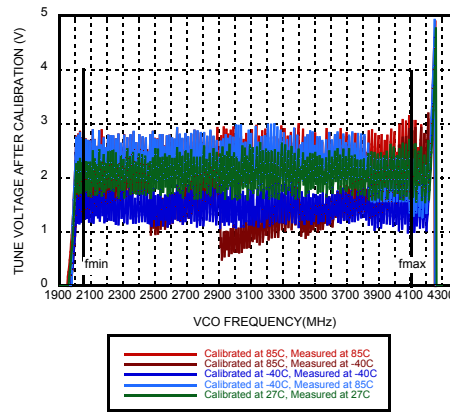 5
4
3
2
1
0
TUNE VOLTAGE AFTER CALIBRATION (V)
fmin
fmax
1900 2100 2300 2500 2700 2900 3100 3300 3500 3700 3900 4100 4300
VCO FREQUENCY(MHz)
Calibrated at 85C, Measured at 85C
Calibrated at 85C, Measured at -40C
Calibrated at -40C, Measured at -40C
Calibrated at -40C, Measured at 85C
Calibrated at 27C, Measured at 27C